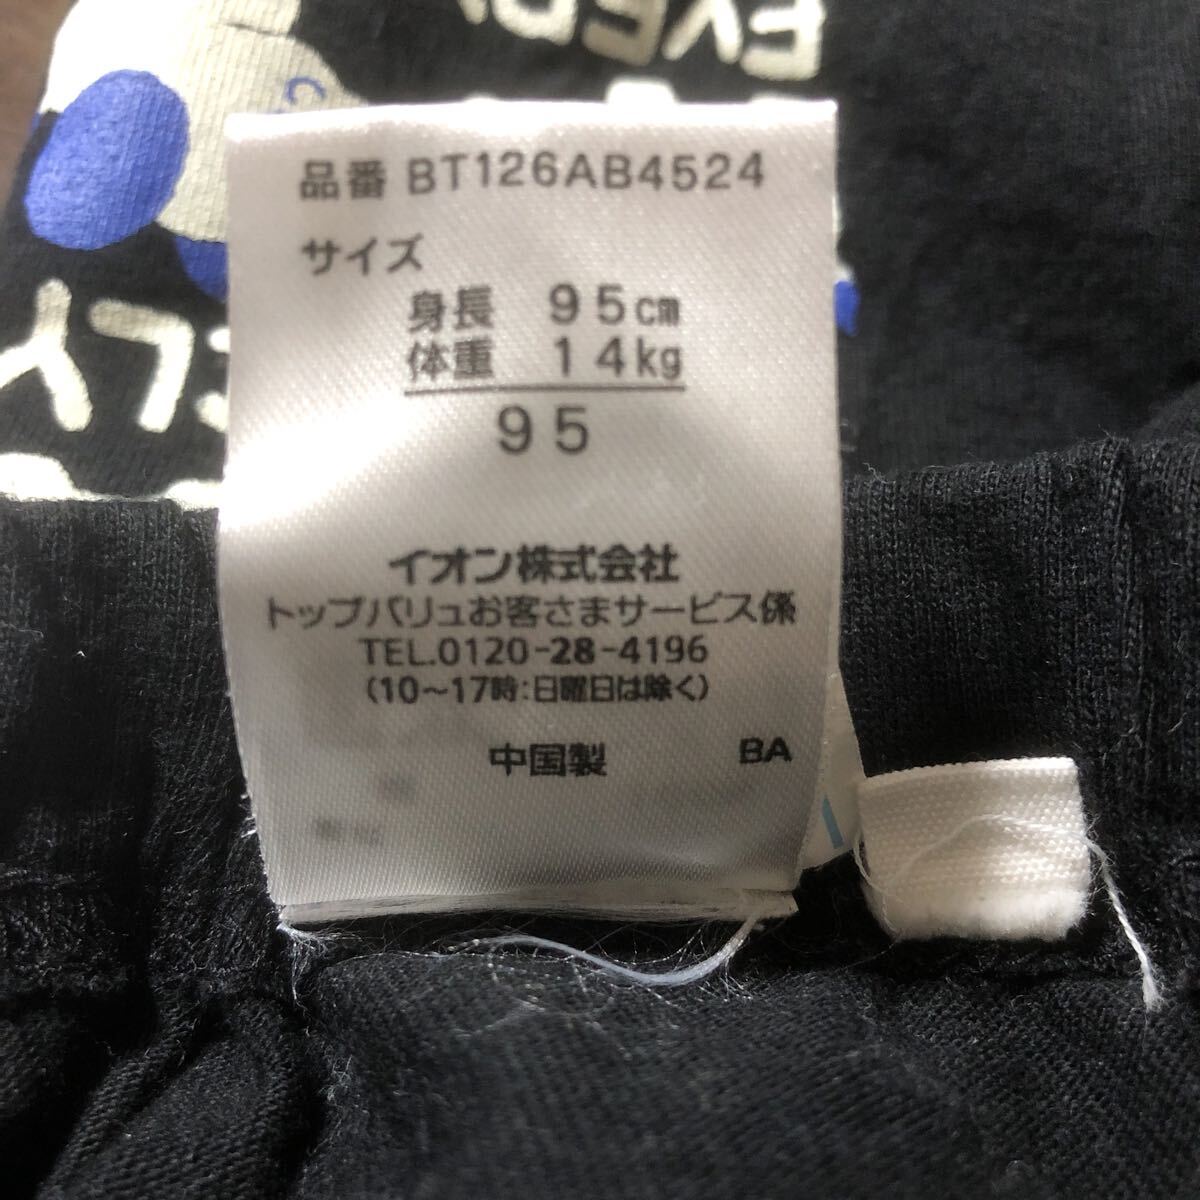 品番 BT126AB4524
サイズ
身長 95cm
体重 14kg
95
イオン株式会社
トップバリュお客さまサービス係
TEL.0120-28-4196
(10～17時:日曜日は除く)
中国製 BA